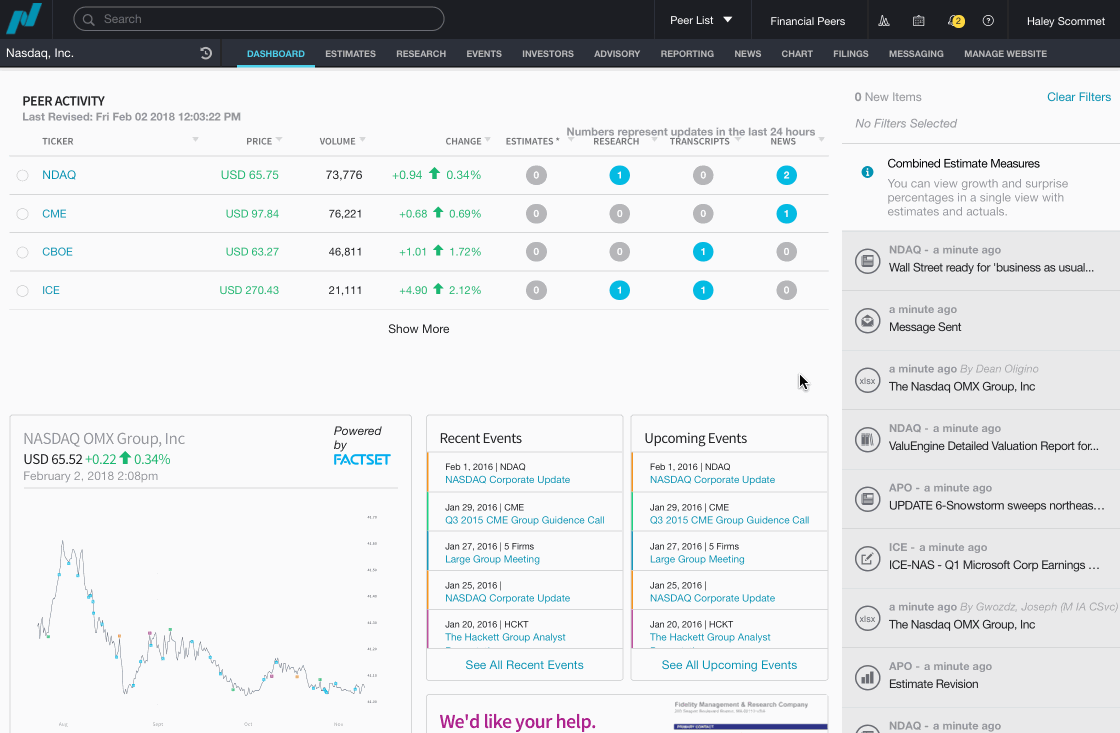 Search
Peer List
Financial Peers
2
Haley Scommet
Nasdaq, Inc.
DASHBOARD
ESTIMATES
RESEARCH
EVENTS
INVESTORS
ADVISORY
REPORTING
NEWS
CHART
FILINGS
MESSAGING
MANAGE WEBSITE
PEER ACTIVITY
Last Revised: Fri Feb 02 2018 12:03:22 PM
Numbers represent updates in the last 24 hours
TICKER PRICE VOLUME CHANGE ESTIMATES * RESEARCH TRANSCRIPTS NEWS
NDAQ USD 65.75 73,776 +0.94 0.34% 0 1 0 2
CME USD 97.84 76,221 +0.68 0.69% 0 0 0 1
CBOE USD 63.27 46,811 +1.01 1.72% 0 0 1 0
ICE USD 270.43 21,111 +4.90 2.12% 0 1 1 0
Show More
NASDAQ OMX Group, Inc
USD 65.52 +0.22 0.34%
February 2, 2018 2:08pm
Powered
by
FACTSET
Aug Sept Oct Nov
Recent Events
Feb 1, 2016 | NDAQ
NASDAQ Corporate Update
Jan 29, 2016 | CME
Q3 2015 CME Group Guidence Call
Jan 27, 2016 | 5 Firms
Large Group Meeting
Jan 25, 2016 |
NASDAQ Corporate Update
Jan 20, 2016 | HCKT
The Hackett Group Analyst
See All Recent Events
Upcoming Events
Feb 1, 2016 | NDAQ
NASDAQ Corporate Update
Jan 29, 2016 | CME
Q3 2015 CME Group Guidence Call
Jan 27, 2016 | 5 Firms
Large Group Meeting
Jan 25, 2016 |
NASDAQ Corporate Update
Jan 20, 2016 | HCKT
The Hackett Group Analyst
See All Upcoming Events
We'd like your help.
Fidelity Management & Research Company
PRIMARY CONTACT
0 New Items
Clear Filters
No Filters Selected
Combined Estimate Measures
You can view growth and surprise
percentages in a single view with
estimates and actuals.
NDAQ - a minute ago
Wall Street ready for 'business as usual...
a minute ago
Message Sent
xlsx
a minute ago By Dean Oligino
The Nasdaq OMX Group, Inc
NDAQ - a minute ago
ValuEngine Detailed Valuation Report for...
APO - a minute ago
UPDATE 6-Snowstorm sweeps northeas...
ICE - a minute ago
ICE-NAS - Q1 Microsoft Corp Earnings ...
xlsx
a minute ago By Gwozdz, Joseph (M IA CSvc)
The Nasdaq OMX Group, Inc
APO - a minute ago
Estimate Revision
NDAQ - a minute ago